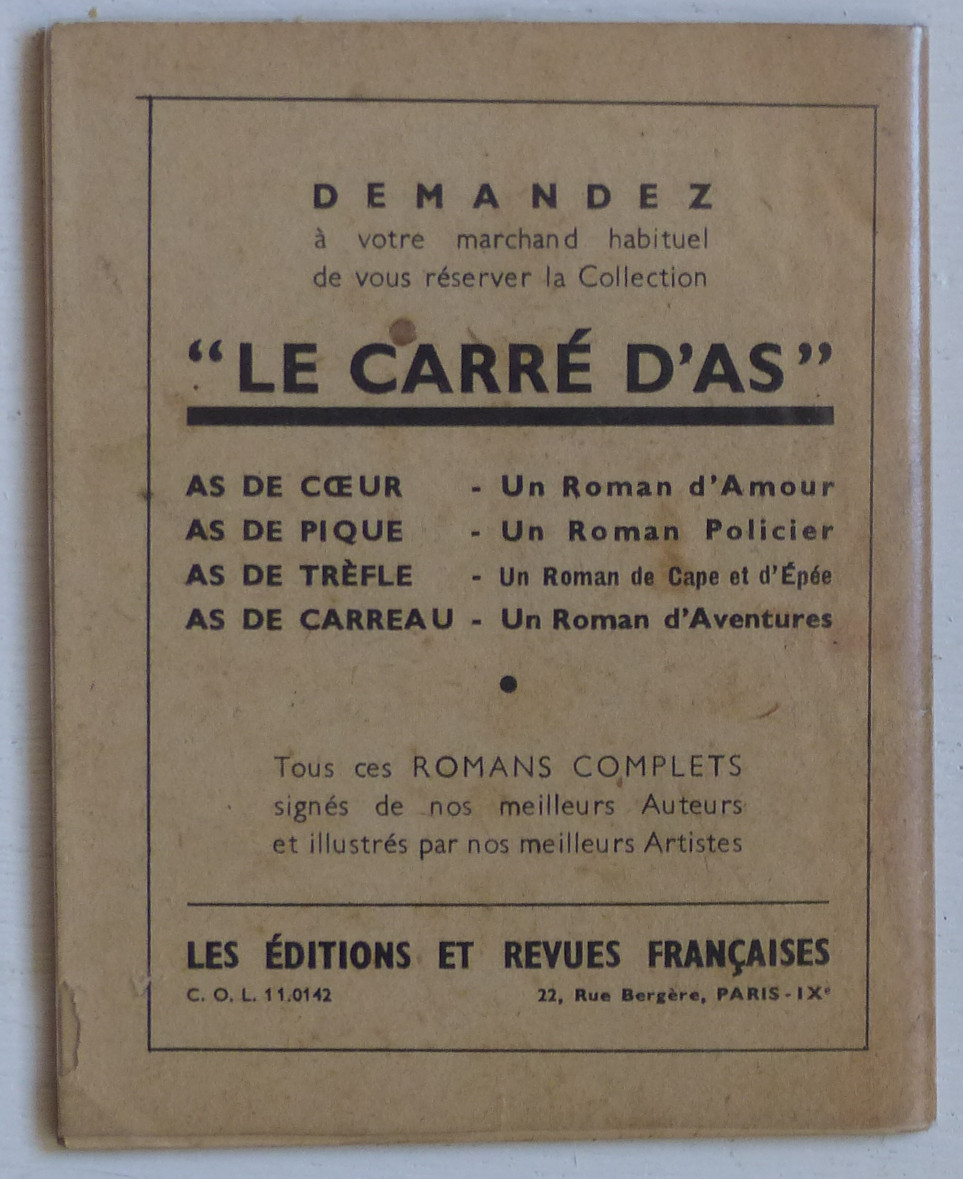 DEMANDEZ
à votre marchand habituel
de vous réserver la Collection
“LE CARRÉ D’AS”
AS DE CŒUR - Un Roman d’Amour
AS DE PIQUE - Un Roman Policier
AS DE TRÈFLE - Un Roman de Cape et d’Épée
AS DE CARREAU - Un Roman d’Aventures
●
Tous ces ROMANS COMPLETS
signés de nos meilleurs Auteurs
et illustrés par nos meilleurs Artistes
LES ÉDITIONS ET REVUES FRANÇAISES
C. O. L. 11.0142 22, Rue Bergère, PARIS-IXᵉ